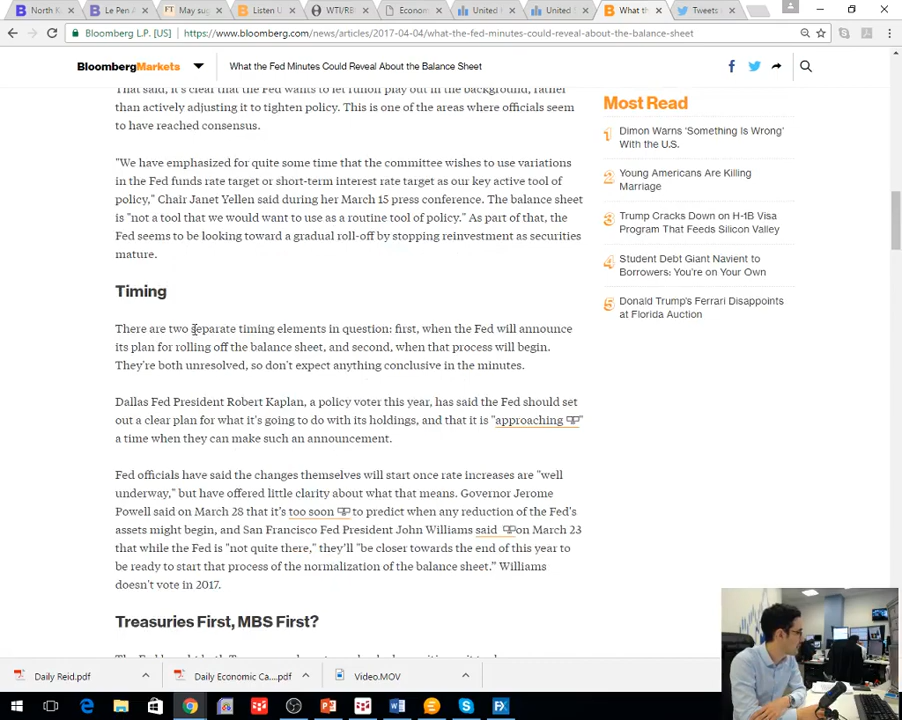 North K
Le Pen A
FT
May sug
Listen U
WTI/RB
Econom
United H
United S
What th
Tweets
Bloomberg L.P. [US]
https://www.bloomberg.com/news/articles/2017-04-04/what-the-fed-minutes-could-reveal-about-the-balance-sheet
BloombergMarkets
What the Fed Minutes Could Reveal About the Balance Sheet
That said, it's clear that the Fed wants to let runoff play out in the background, rather
than actively adjusting it to tighten policy. This is one of the areas where officials seem
to have reached consensus.
"We have emphasized for quite some time that the committee wishes to use variations
in the Fed funds rate target or short-term interest rate target as our key active tool of
policy," Chair Janet Yellen said during her March 15 press conference. The balance sheet
is "not a tool that we would want to use as a routine tool of policy." As part of that, the
Fed seems to be looking toward a gradual roll-off by stopping reinvestment as securities
mature.
Timing
There are two separate timing elements in question: first, when the Fed will announce
its plan for rolling off the balance sheet, and second, when that process will begin.
They're both unresolved, so don't expect anything conclusive in the minutes.
Dallas Fed President Robert Kaplan, a policy voter this year, has said the Fed should set
out a clear plan for what it's going to do with its holdings, and that it is "approaching "
a time when they can make such an announcement.
Fed officials have said the changes themselves will start once rate increases are "well
underway," but have offered little clarity about what that means. Governor Jerome
Powell said on March 28 that it's too soon to predict when any reduction of the Fed's
assets might begin, and San Francisco Fed President John Williams said on March 23
that while the Fed is "not quite there," they'll "be closer towards the end of this year to
be ready to start that process of the normalization of the balance sheet." Williams
doesn't vote in 2017.
Treasuries First, MBS First?
Most Read
1
Dimon Warns 'Something Is Wrong'
With the U.S.
2
Young Americans Are Killing
Marriage
3
Trump Cracks Down on H-1B Visa
Program That Feeds Silicon Valley
4
Student Debt Giant Navient to
Borrowers: You're on Your Own
5
Donald Trump's Ferrari Disappoints
at Florida Auction
Daily Reid.pdf
Daily Economic Ca....pdf
Video.MOV